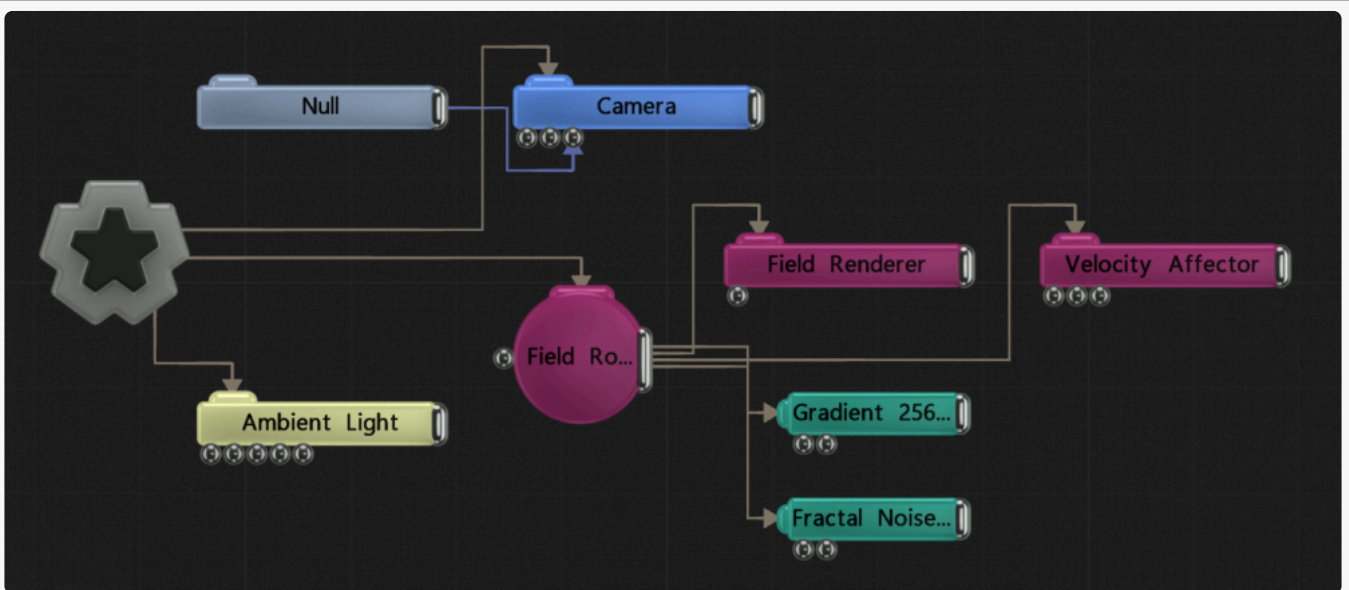 Null
Camera
Field Renderer
Velocity Affector
Field Ro...
Gradient 256...
Ambient Light
Fractal Noise...